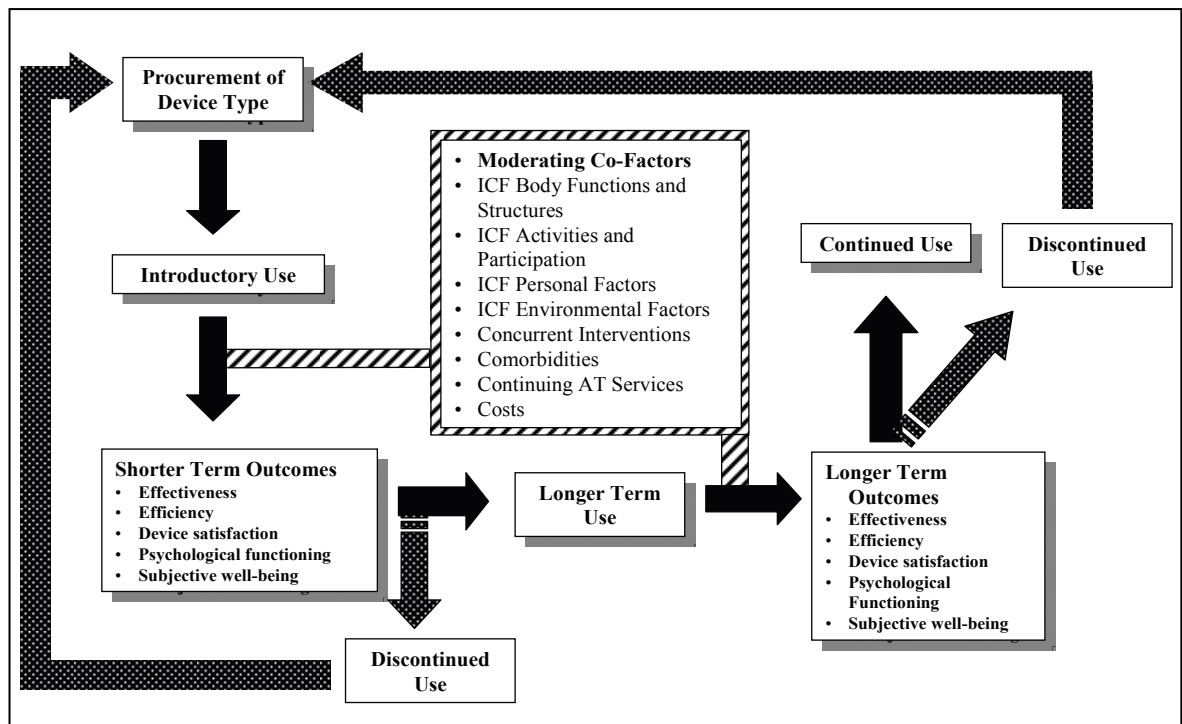 Procurement of
Device Type
Introductory Use
• Moderating Co-Factors
• ICF Body Functions and
Structures
• ICF Activities and
Participation
• ICF Personal Factors
• ICF Environmental Factors
• Concurrent Interventions
• Comorbidities
• Continuing AT Services
• Costs
Continued Use
Discontinued
Use
Shorter Term Outcomes
• Effectiveness
• Efficiency
• Device satisfaction
• Psychological functioning
• Subjective well-being
Longer Term
Use
Longer Term
Outcomes
• Effectiveness
• Efficiency
• Device satisfaction
• Psychological
Functioning
• Subjective well-being
Discontinued
Use